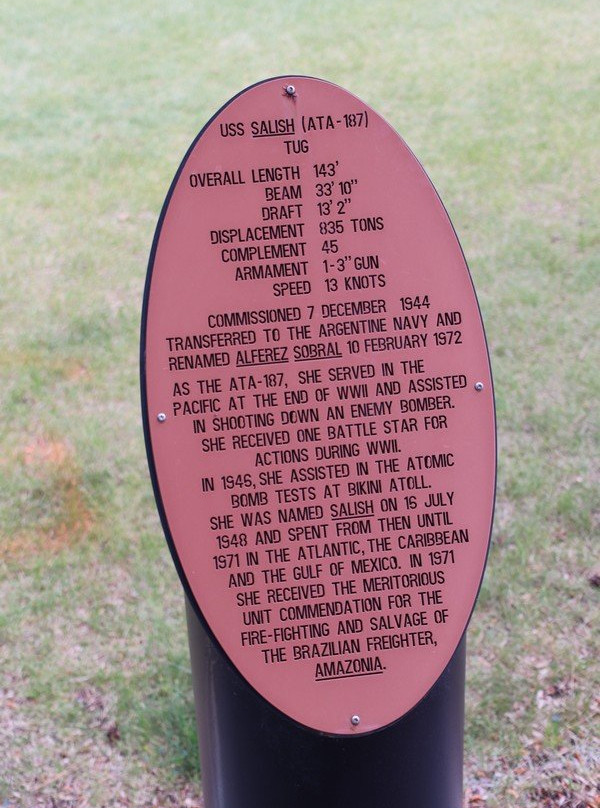 USS SALISH (ATA-187)
TUG
OVERALL LENGTH 143'
BEAM 33' 10"
DRAFT 13' 2"
DISPLACEMENT 835 TONS
COMPLEMENT 45
ARMAMENT 1-3" GUN
SPEED 13 KNOTS
COMMISSIONED 7 DECEMBER 1944
TRANSFERRED TO THE ARGENTINE NAVY AND
RENAMED ALFEREZ SOBRAL 10 FEBRUARY 1972
AS THE ATA-187, SHE SERVED IN THE
PACIFIC AT THE END OF WWII AND ASSISTED
IN SHOOTING DOWN AN ENEMY BOMBER.
SHE RECEIVED ONE BATTLE STAR FOR
ACTIONS DURING WWII.
IN 1946, SHE ASSISTED IN THE ATOMIC
BOMB TESTS AT BIKINI ATOLL.
SHE WAS NAMED SALISH ON 16 JULY
1948 AND SPENT FROM THEN UNTIL
1971 IN THE ATLANTIC, THE CARIBBEAN
AND THE GULF OF MEXICO. IN 1971
SHE RECEIVED THE MERITORIOUS
UNIT COMMENDATION FOR THE
FIRE-FIGHTING AND SALVAGE OF
THE BRAZILIAN FREIGHTER,
AMAZONIA.